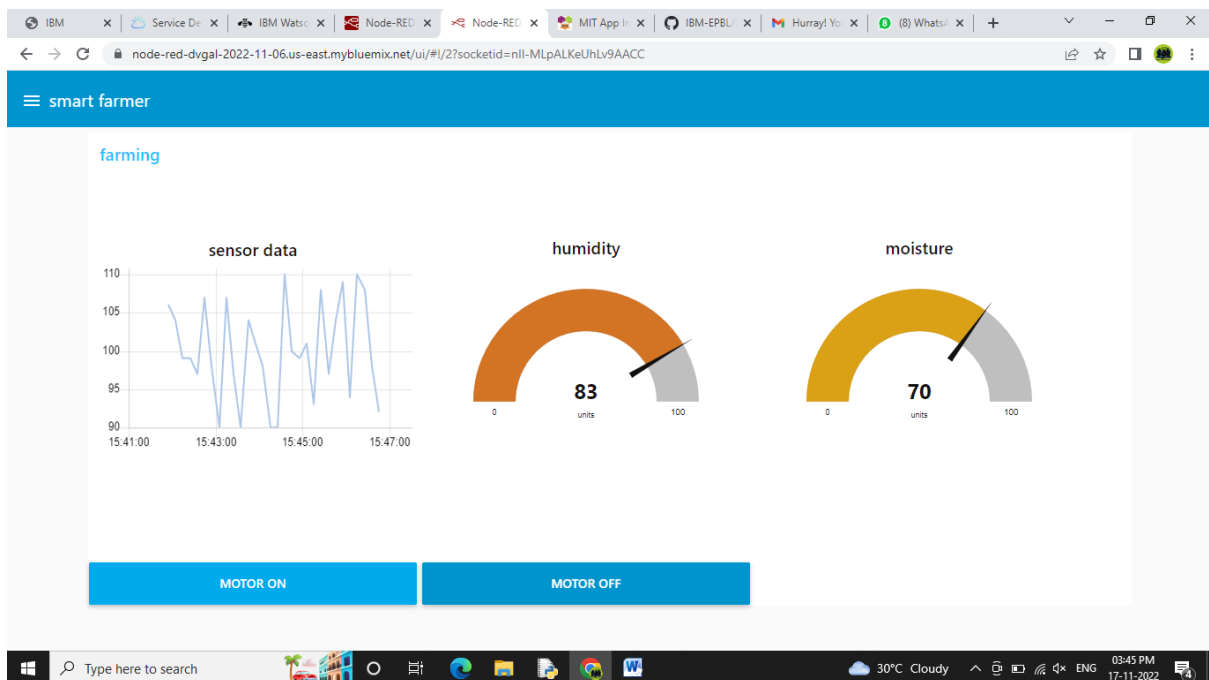 IBM
Service De
IBM Watso
Node-RED
Node-RED
MIT App In
IBM-EPBL/
Hurray! Yo
(8) WhatsA
node-red-dvgal-2022-11-06.us-east.mybluemix.net/ui/#!/2?socketid=nlI-MLpALKeUhLv9AACC
smart farmer
farming
sensor data
110
105
100
95
90
15:41:00 15:43:00 15:45:00 15:47:00
humidity
83
units
0 100
moisture
70
units
0 100
MOTOR ON
MOTOR OFF
Type here to search
30°C Cloudy
ENG
03:45 PM
17-11-2022
4